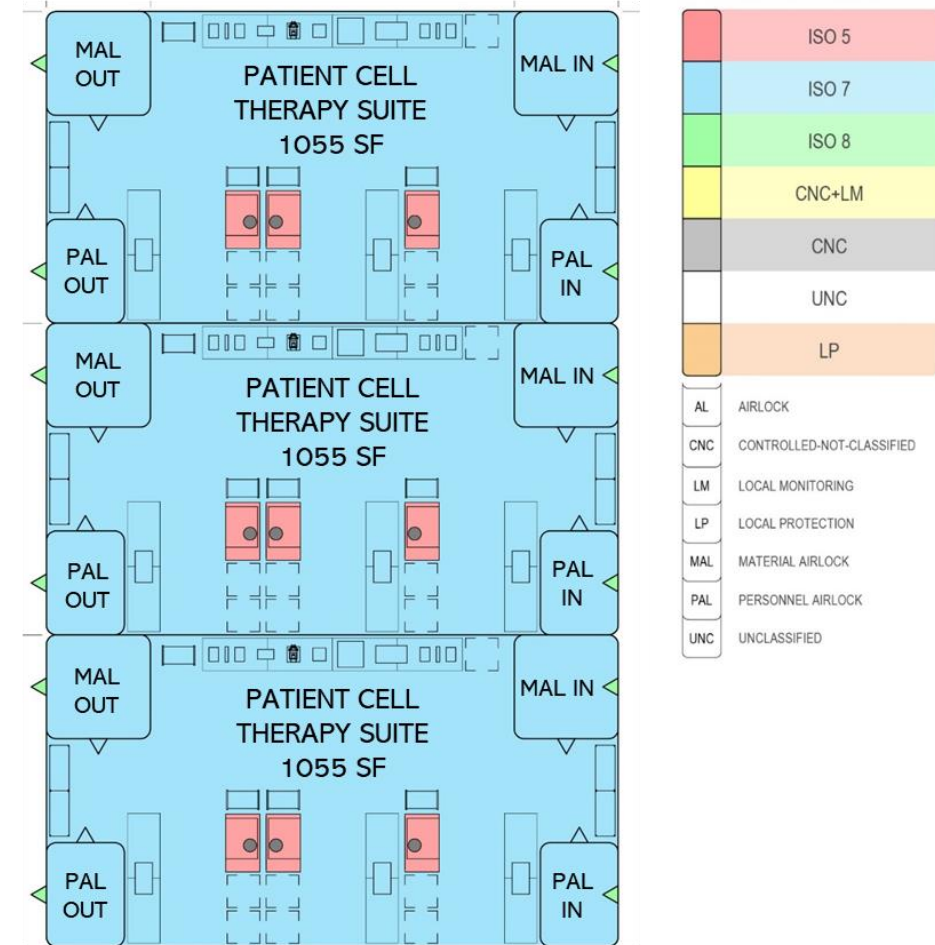 MAL
OUT
PATIENT CELL
THERAPY SUITE
1055 SF
MAL IN
PAL
OUT
PAL
IN
MAL
OUT
PATIENT CELL
THERAPY SUITE
1055 SF
MAL IN
PAL
OUT
PAL
IN
MAL
OUT
PATIENT CELL
THERAPY SUITE
1055 SF
MAL IN
PAL
OUT
PAL
IN
ISO 5
ISO 7
ISO 8
CNC+LM
CNC
UNC
LP
AL AIRLOCK
CNC CONTROLLED-NOT-CLASSIFIED
LM LOCAL MONITORING
LP LOCAL PROTECTION
MAL MATERIAL AIRLOCK
PAL PERSONNEL AIRLOCK
UNC UNCLASSIFIED